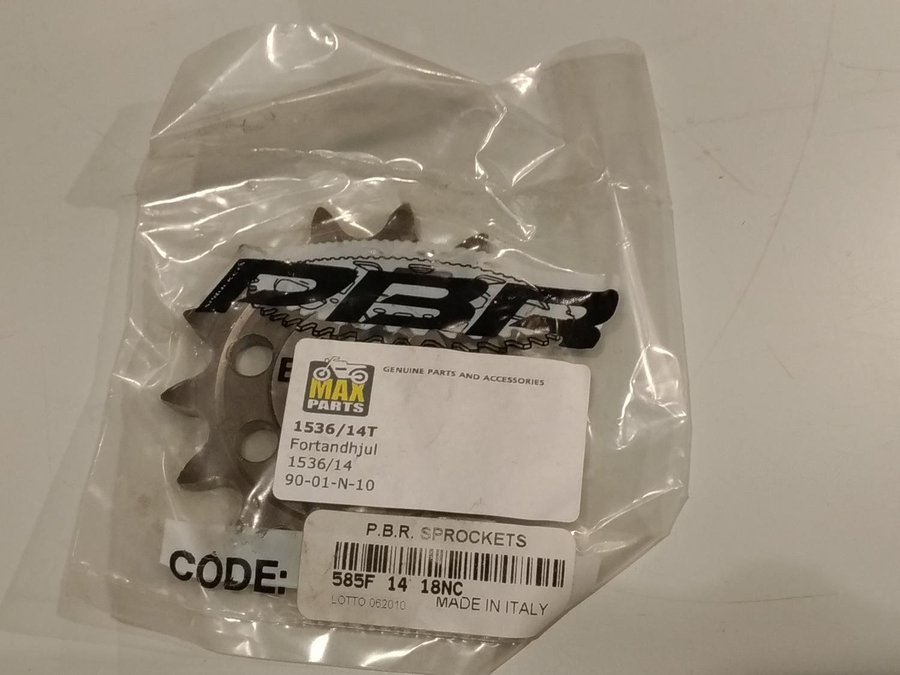 PBR
GENUINE PARTS AND ACCESSORIES
MAX
PARTS
1536/14T
Fortandhjul
1536/14
90-01-N-10
P.B.R. SPROCKETS
CODE:
585F 14 18NC
LOTTO 062010
MADE IN ITALY